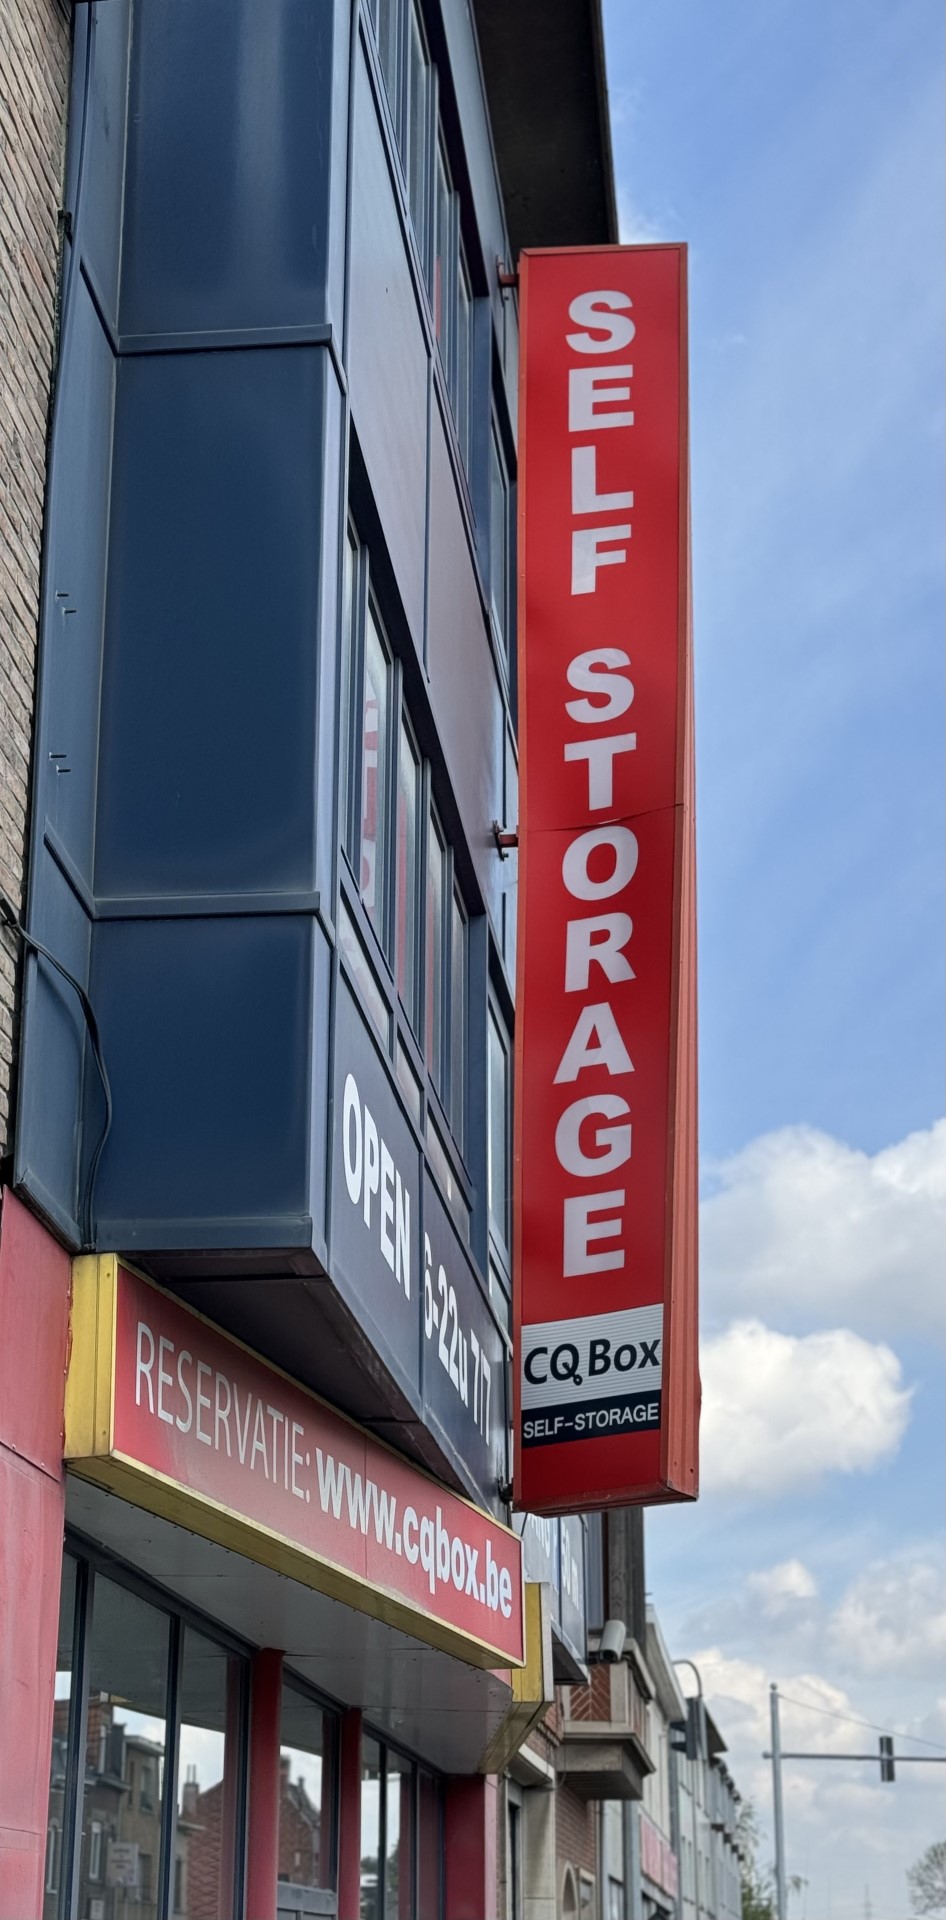 SELF STORAGE
CQ Box
SELF-STORAGE
OPEN 6-22u 7/7
RESERVATIE: www.cqbox.be